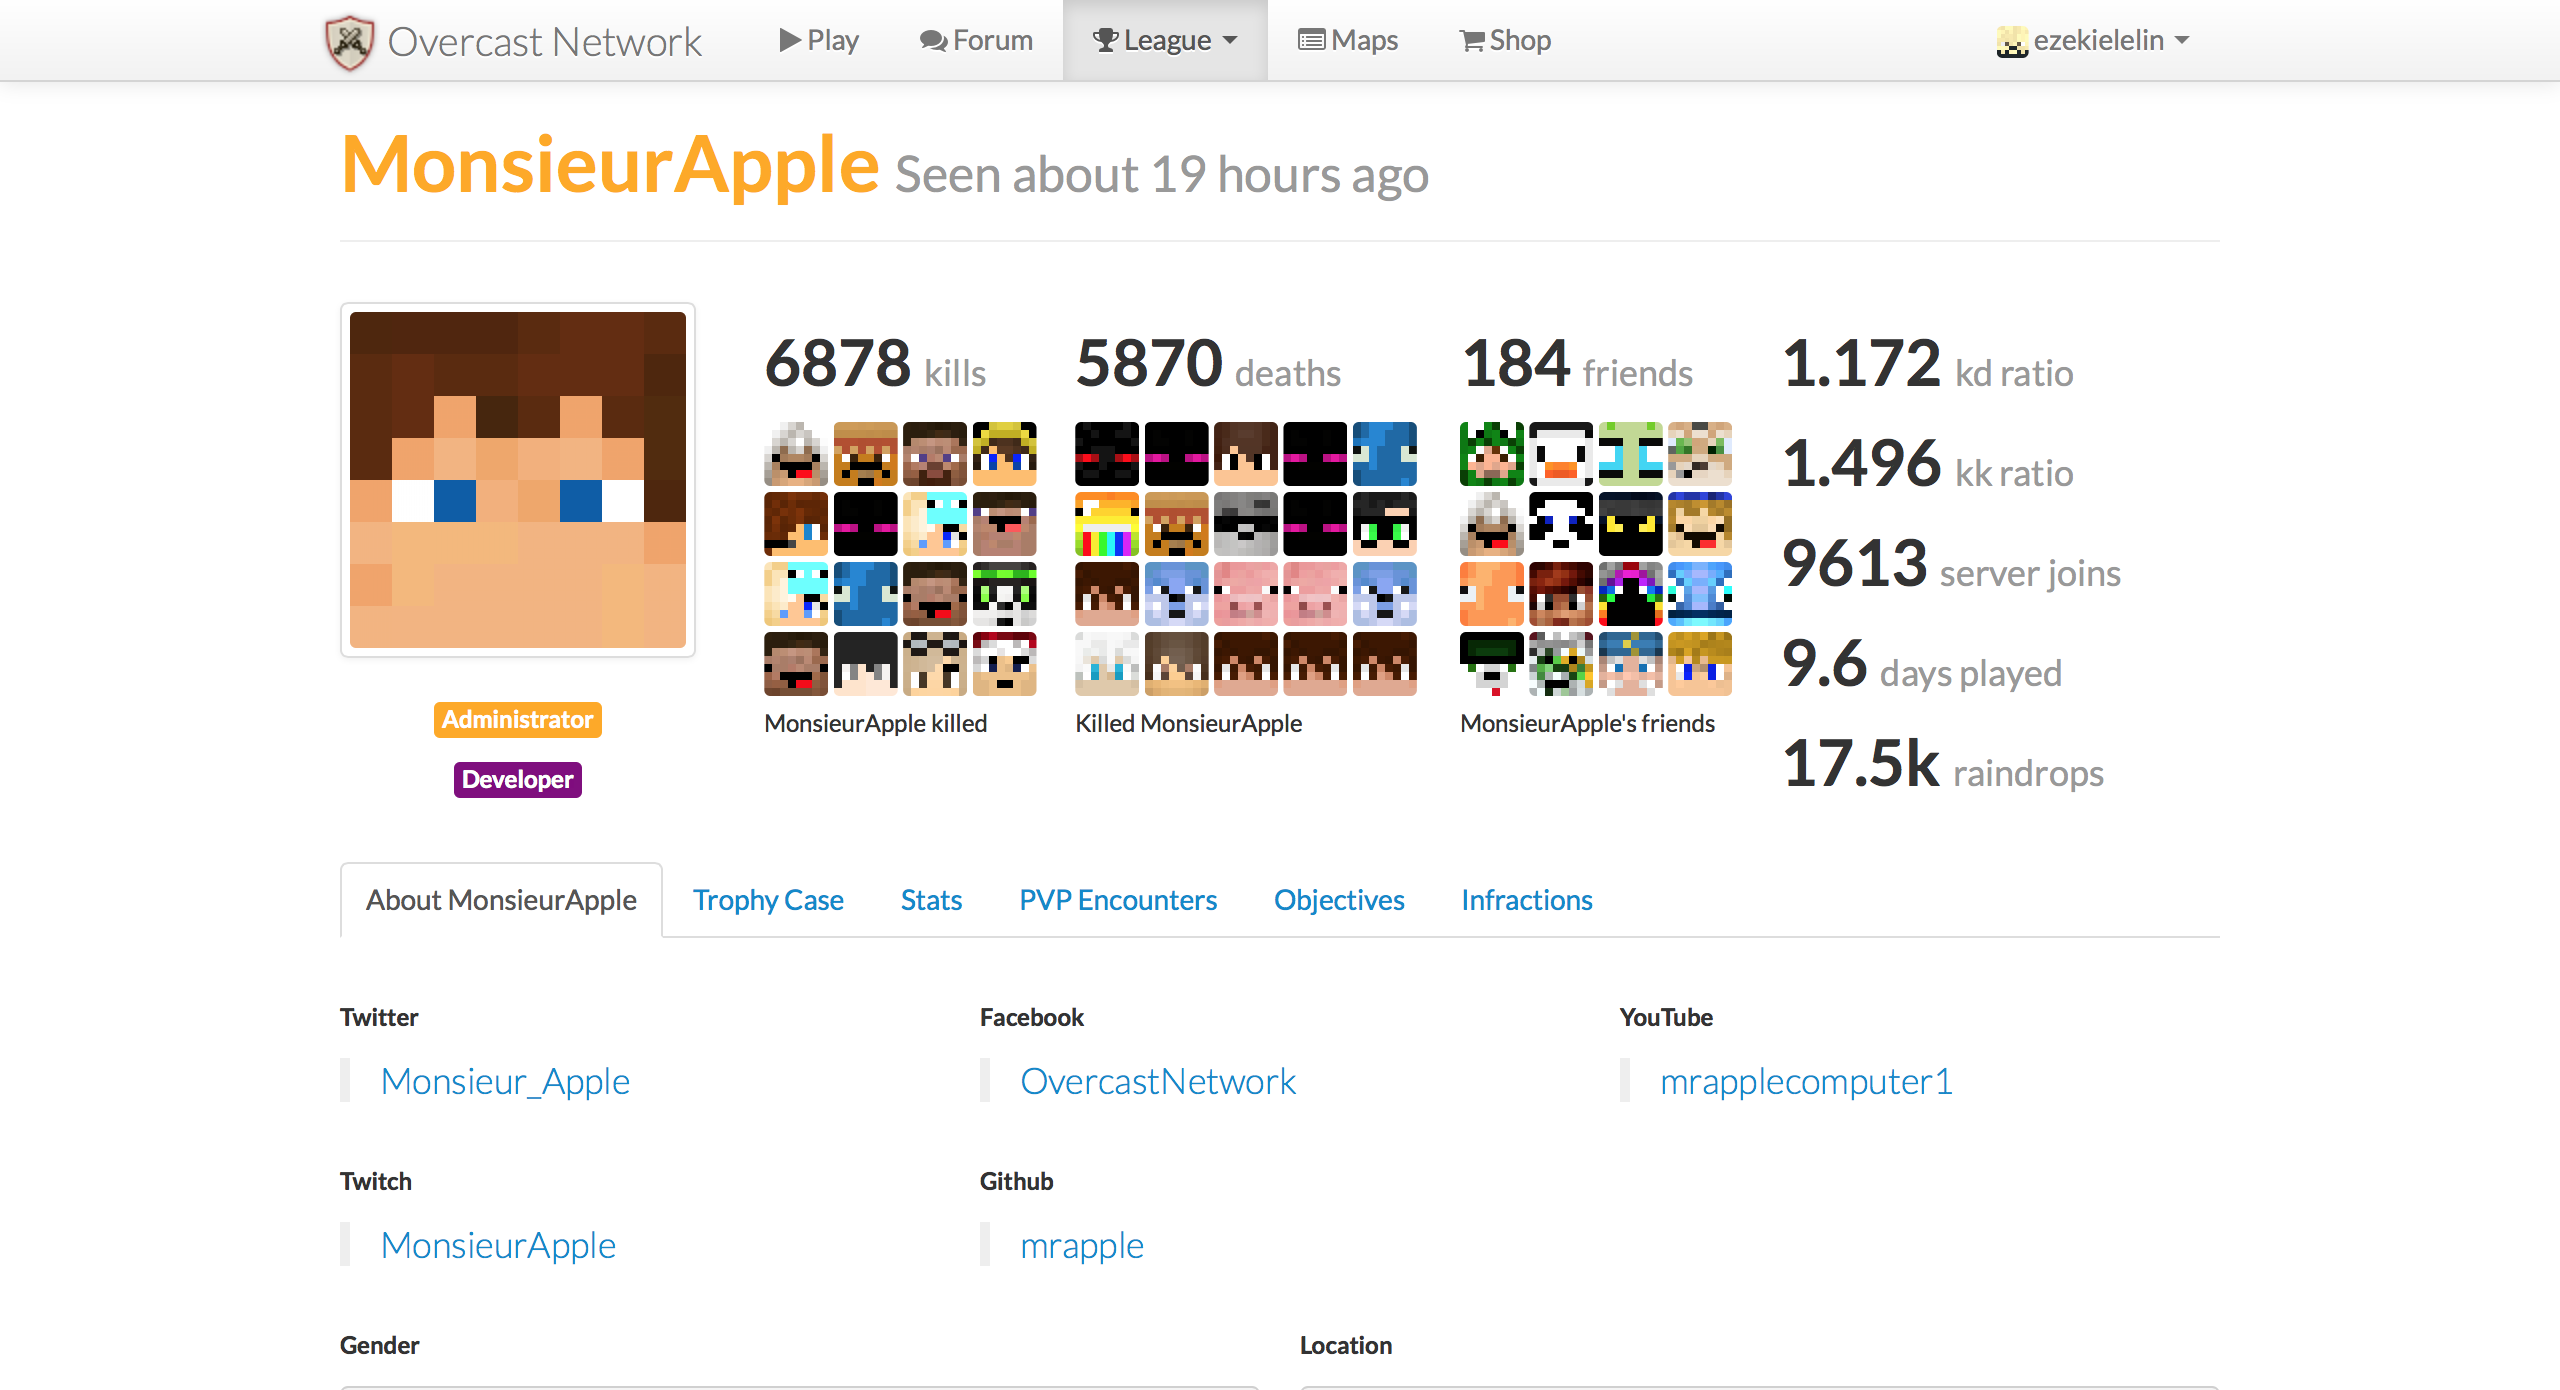 Overcast Network Play Forum League Maps Shop ezekielelin
MonsieurApple Seen about 19 hours ago
6878 kills 5870 deaths 184 friends 1.172 kd ratio
1.496 kk ratio
9613 server joins
9.6 days played
17.5k raindrops
MonsieurApple killed Killed MonsieurApple MonsieurApple's friends
Administrator
Developer
About MonsieurApple Trophy Case Stats PVP Encounters Objectives Infractions
Twitter Facebook YouTube
Monsieur_Apple OvercastNetwork mrapplecomputer1
Twitch Github
MonsieurApple mrapple
Gender Location